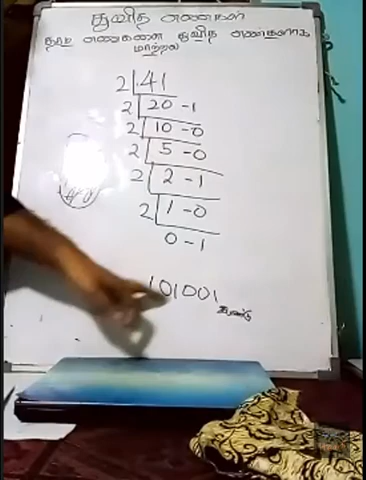 துவித எண்கள்
தசம எண்களை துவித எண்களாக
மாற்றல்
2 41
2 20 - 1
2 10 - 0
2 5 - 0
2 2 - 1
2 1 - 0
0 - 1
101001 இரண்டு